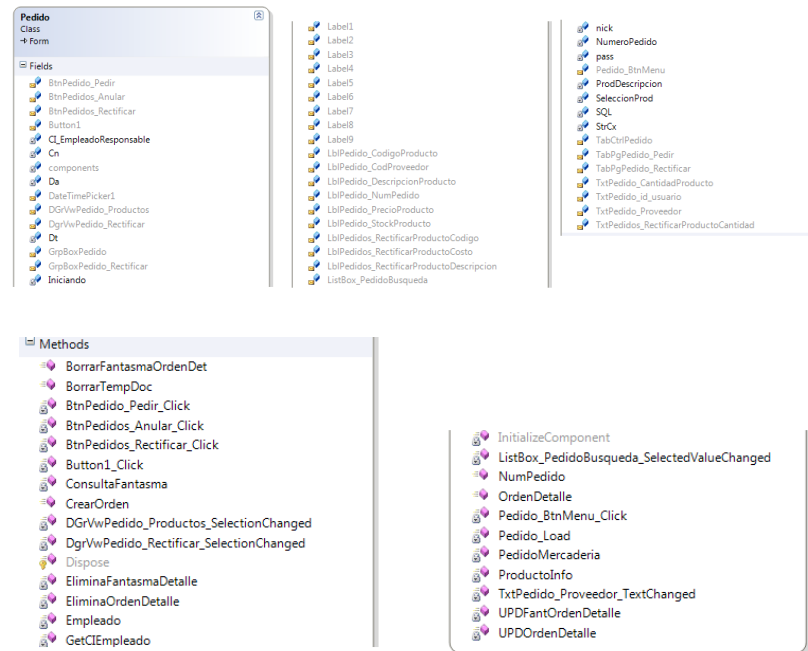 Pedido
Class
→ Form
Fields
BtnPedido_Pedir
BtnPedidos_Anular
BtnPedidos_Rectificar
Button1
CI_EmpleadoResponsable
Cn
components
Da
DateTimePicker1
DGrVwPedido_Productos
DgrVwPedido_Rectificar
Dt
GrpBoxPedido
GrpBoxPedido_Rectificar
Iniciando
Label1
Label2
Label3
Label4
Label5
Label6
Label7
Label8
Label9
LblPedido_CodigoProducto
LblPedido_CodProveedor
LblPedido_DescripcionProducto
LblPedido_NumPedido
LblPedido_PrecioProducto
LblPedido_StockProducto
LblPedidos_RectificarProductoCodigo
LblPedidos_RectificarProductoCosto
LblPedidos_RectificarProductoDescripcion
ListBox_PedidoBusqueda
nick
NumeroPedido
pass
Pedido_BtnMenu
ProdDescripcion
SeleccionProd
SQL
StrCx
TabCtrlPedido
TabPgPedido_Pedir
TabPgPedido_Rectificar
TxtPedido_CantidadProducto
TxtPedido_id_usuario
TxtPedido_Proveedor
TxtPedidos_RectificarProductoCantidad
Methods
BorrarFantasmaOrdenDet
BorrarTempDoc
BtnPedido_Pedir_Click
BtnPedidos_Anular_Click
BtnPedidos_Rectificar_Click
Button1_Click
ConsultaFantasma
CrearOrden
DGrVwPedido_Productos_SelectionChanged
DgrVwPedido_Rectificar_SelectionChanged
Dispose
EliminaFantasmaDetalle
EliminaOrdenDetalle
Empleado
GetCIEmpleado
InitializeComponent
ListBox_PedidoBusqueda_SelectedValueChanged
NumPedido
OrdenDetalle
Pedido_BtnMenu_Click
Pedido_Load
PedidoMercaderia
ProductoInfo
TxtPedido_Proveedor_TextChanged
UPDFantOrdenDetalle
UPDOrdenDetalle